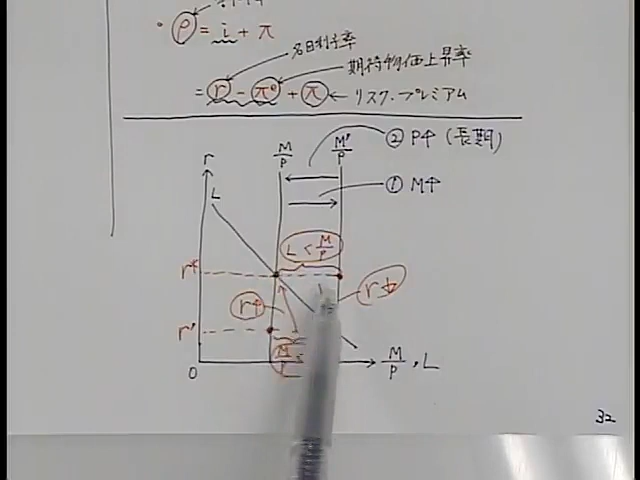 ・ρ = i + π
名目利子率
期待物価上昇率
= r − πe + π ← リスク・プレミアム
r
M/P
M'/P
② P↑ (長期)
① M↑
L
L < M/P
r*
r↑
r↓
r'
M/P
0
M/P , L
32